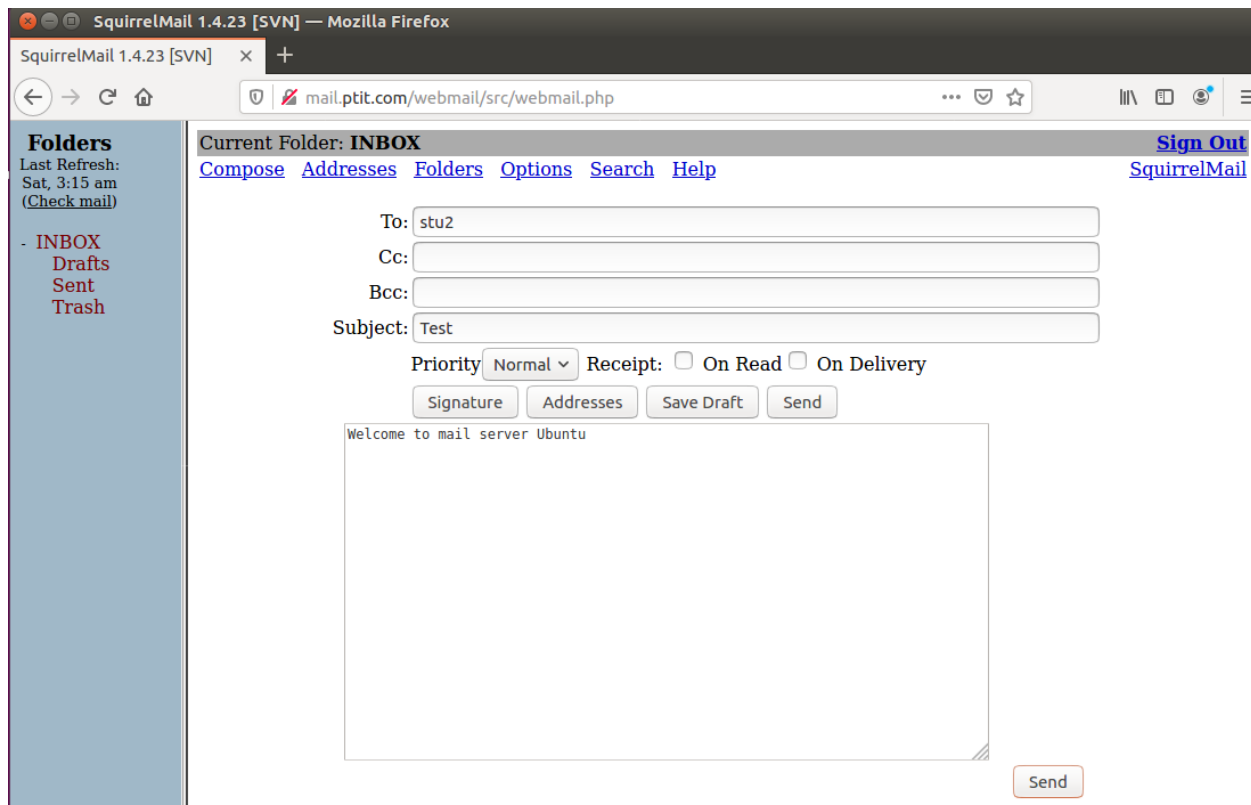 SquirrelMail 1.4.23 [SVN] — Mozilla Firefox
SquirrelMail 1.4.23 [SVN]
mail.ptit.com/webmail/src/webmail.php
Folders
Last Refresh:
Sat, 3:15 am
(Check mail)
- INBOX
Drafts
Sent
Trash
Current Folder: INBOX Sign Out
Compose Addresses Folders Options Search Help SquirrelMail
To: stu2
Cc:
Bcc:
Subject: Test
Priority Normal Receipt: On Read On Delivery
Signature Addresses Save Draft Send
Welcome to mail server Ubuntu
Send